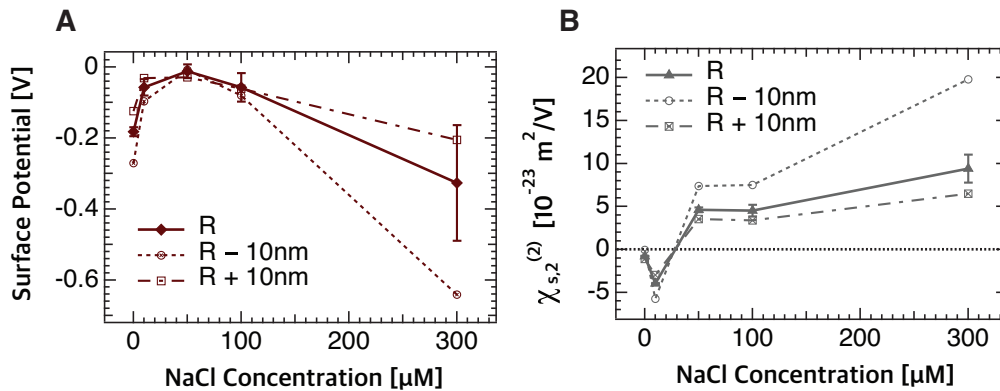 A
Surface Potential [V]
0
-0.2
-0.4
-0.6
R
R – 10nm
R + 10nm
0
100
200
300
NaCl Concentration [µM]
B
χs,2(2) [10-23 m2/V]
20
15
10
5
0
-5
R
R – 10nm
R + 10nm
0
100
200
300
NaCl Concentration [µM]